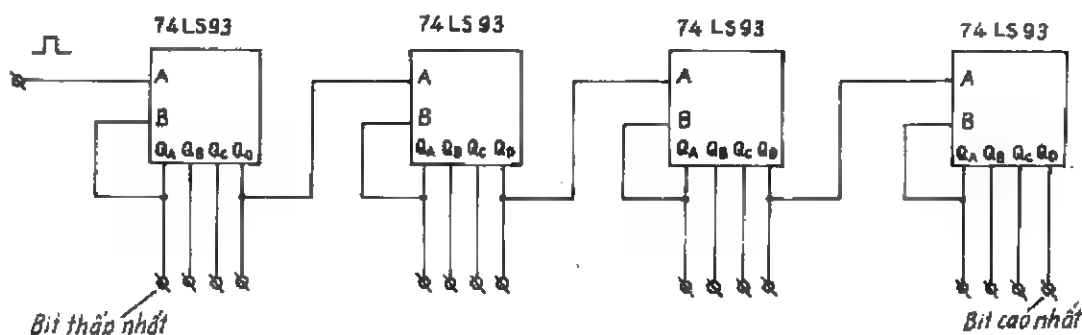 74LS93 74LS93 74LS93 74LS93
A A A A
B B B B
QA QB QC QD QA QB QC QD QA QB QC QD QA QB QC QD
Bit thấp nhất Bit cao nhất